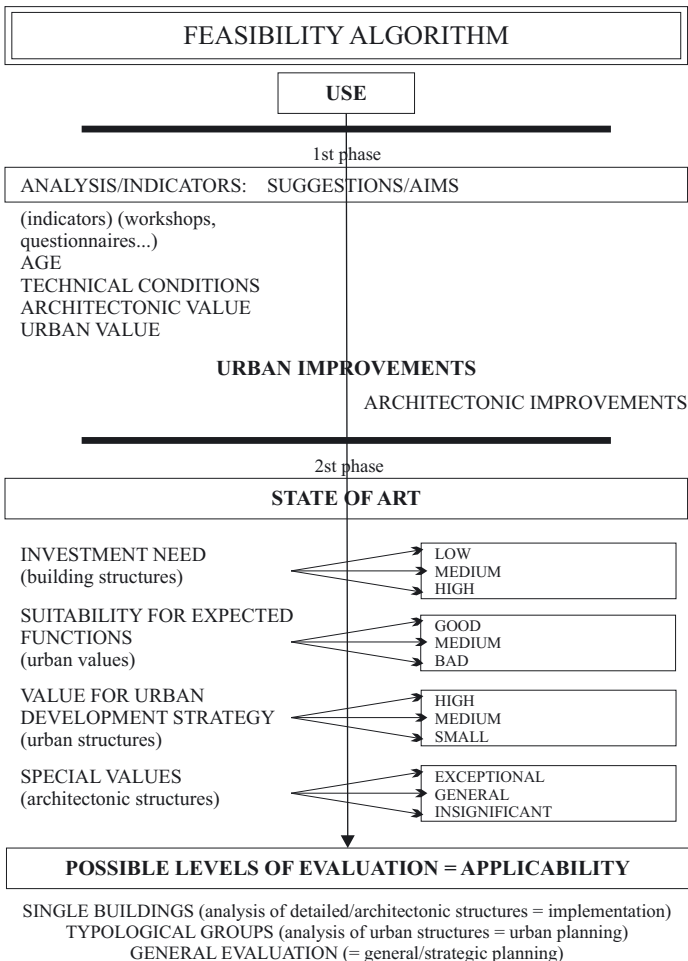 FEASIBILITY ALGORITHM
USE
1st phase
ANALYSIS/INDICATORS: SUGGESTIONS/AIMS
(indicators) (workshops,
questionnaires...)
AGE
TECHNICAL CONDITIONS
ARCHITECTONIC VALUE
URBAN VALUE
URBAN IMPROVEMENTS
ARCHITECTONIC IMPROVEMENTS
2st phase
STATE OF ART
INVESTMENT NEED
(building structures)
LOW
MEDIUM
HIGH
SUITABILITY FOR EXPECTED
FUNCTIONS
(urban values)
GOOD
MEDIUM
BAD
VALUE FOR URBAN
DEVELOPMENT STRATEGY
(urban structures)
HIGH
MEDIUM
SMALL
SPECIAL VALUES
(architectonic structures)
EXCEPTIONAL
GENERAL
INSIGNIFICANT
POSSIBLE LEVELS OF EVALUATION = APPLICABILITY
SINGLE BUILDINGS (analysis of detailed/architectonic structures = implementation)
TYPOLOGICAL GROUPS (analysis of urban structures = urban planning)
GENERAL EVALUATION (= general/strategic planning)